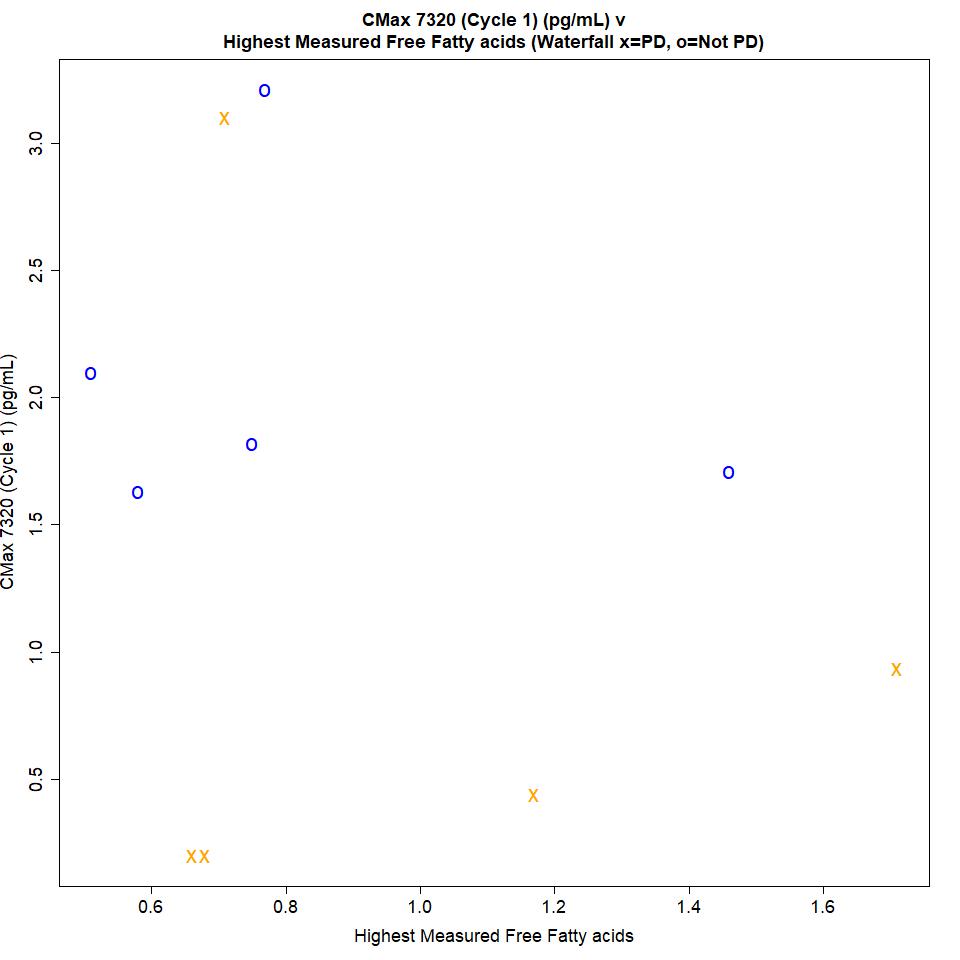 CMax 7320 (Cycle 1) (pg/mL) v
Highest Measured Free Fatty acids (Waterfall x=PD, o=Not PD)
CMax 7320 (Cycle 1) (pg/mL)
3.0
2.5
2.0
1.5
1.0
0.5
o
x
o
o
o
o
x
x
xx
0.6 0.8 1.0 1.2 1.4 1.6
Highest Measured Free Fatty acids